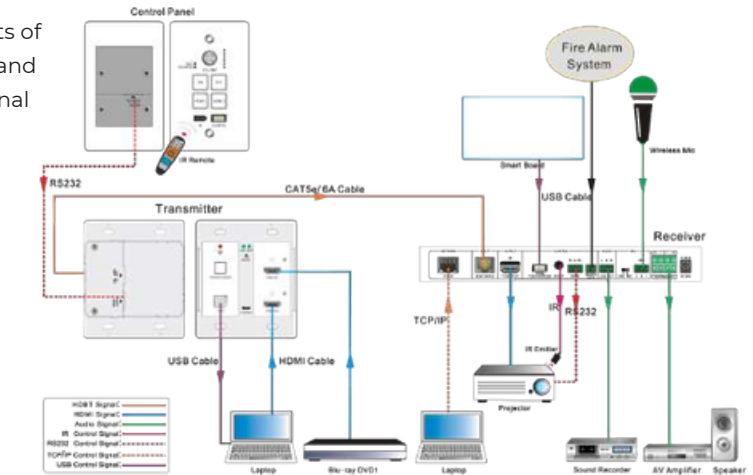 Control Panel
ts of
and
nal
IR Remote
RS232
CAT5e/ 6A Cable
Transmitter
USB Cable
HDMI Cable
Laptop
Blu-ray DVD1
Fire Alarm
System
Wireless Mic
Smart Board
USB Cable
Receiver
TCP/IP
IR
RS232
IR Emitter
Projector
Laptop
Sound Recorder
AV Amplifier
Speaker
HDBT Signal:
HDMI Signal:
Audio Signal:
IR Control Signal:
RS232 Control Signal:
TCP/IP Control Signal:
USB Control Signal: